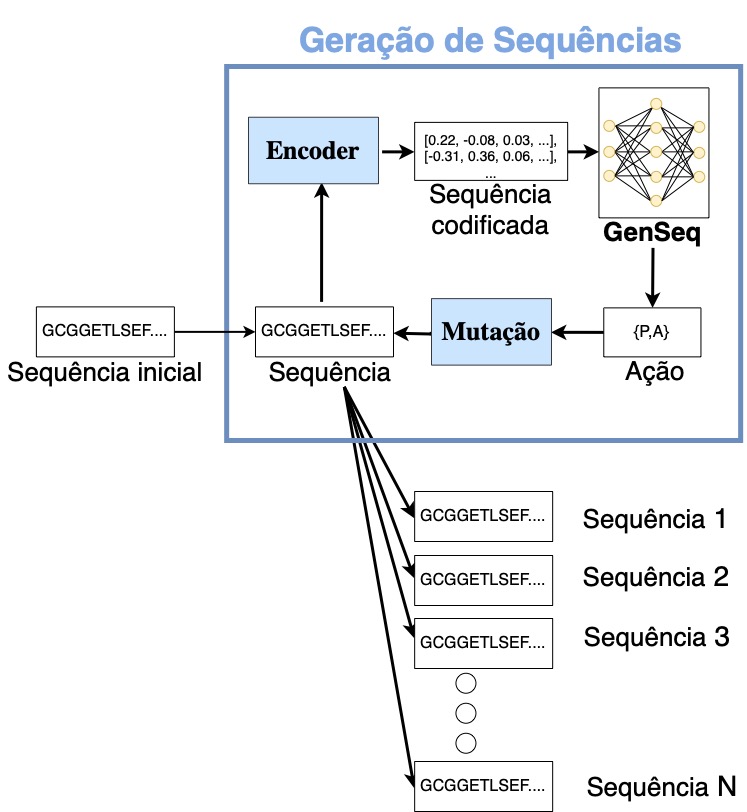 Geração de Sequências
Encoder
[0.22, -0.08, 0.03, ...],
[-0.31, 0.36, 0.06, ...],
...
Sequência
codificada
GenSeq
GCGGETLSEF....
Sequência inicial
GCGGETLSEF....
Sequência
Mutação
{P,A}
Ação
GCGGETLSEF....
Sequência 1
GCGGETLSEF....
Sequência 2
GCGGETLSEF....
Sequência 3
GCGGETLSEF....
Sequência N